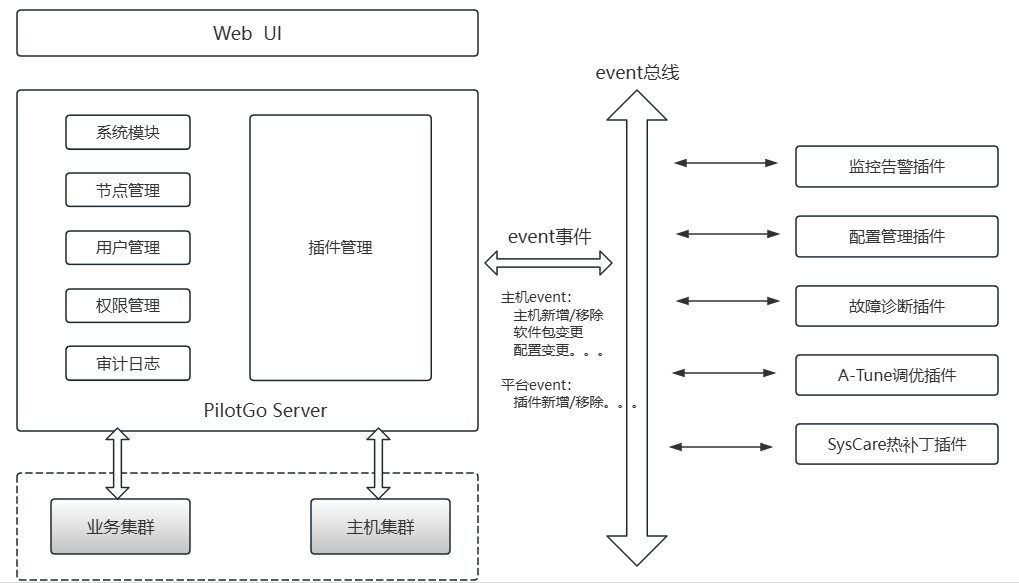 Web UI
系统模块
节点管理
用户管理
权限管理
审计日志
插件管理
PilotGo Server
业务集群
主机集群
event事件
主机event：
主机新增/移除
软件包变更
配置变更。。。
平台event：
插件新增/移除。。。
event总线
监控告警插件
配置管理插件
故障诊断插件
A-Tune调优插件
SysCare热补丁插件